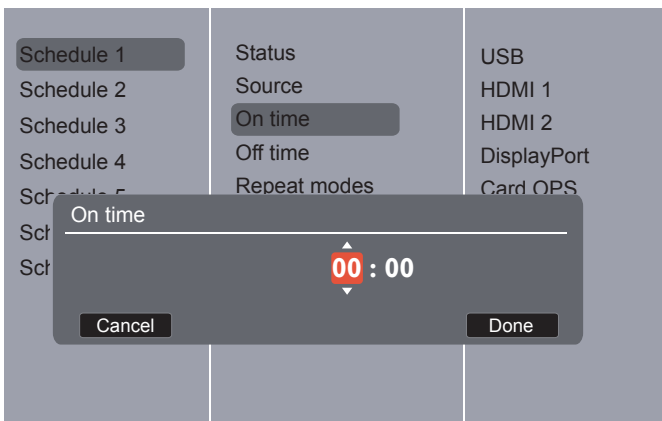 Schedule 1
Schedule 2
Schedule 3
Schedule 4
Status
Source
On time
Off time
Repeat modes
USB
HDMI 1
HDMI 2
DisplayPort
Card OPS
On time
00 : 00
Cancel
Done